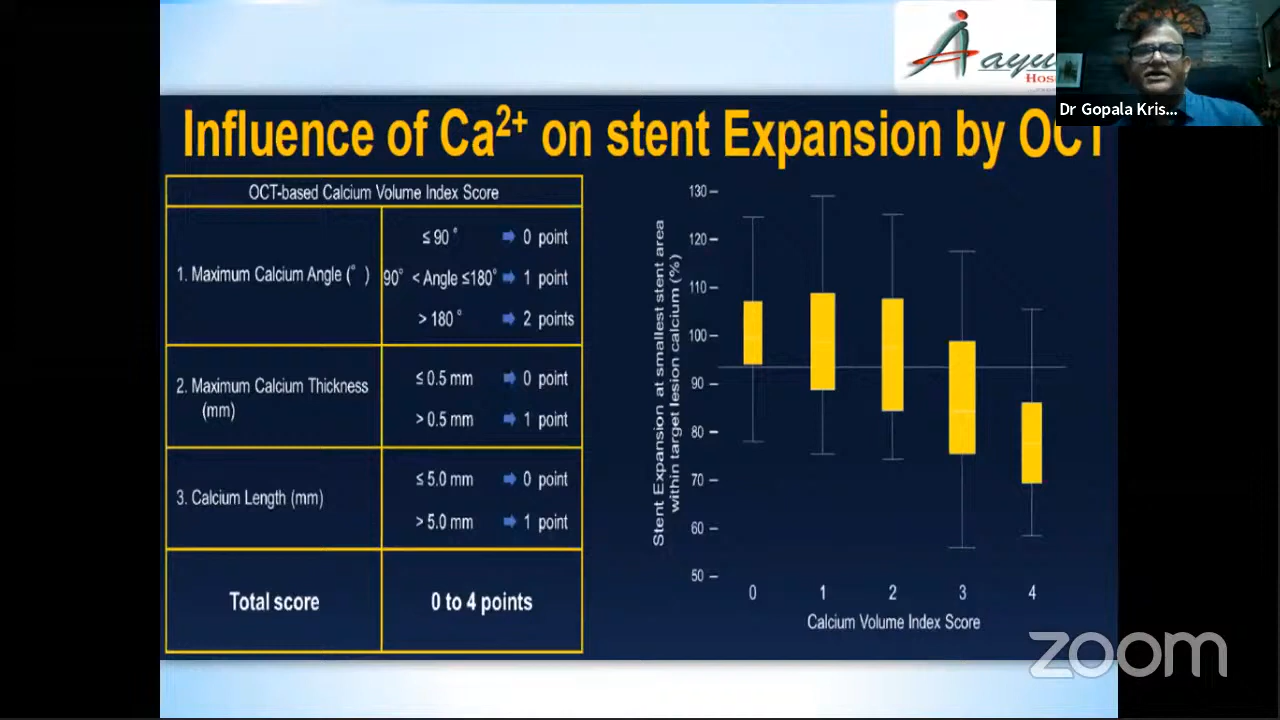 aayu
Hos
Dr Gopala Kris...
Influence of Ca²⁺ on stent Expansion by OCT
OCT-based Calcium Volume Index Score
1. Maximum Calcium Angle (°)
≤ 90 ° 0 point
90° < Angle ≤180° 1 point
> 180 ° 2 points
2. Maximum Calcium Thickness
(mm)
≤ 0.5 mm 0 point
> 0.5 mm 1 point
3. Calcium Length (mm)
≤ 5.0 mm 0 point
> 5.0 mm 1 point
Total score
0 to 4 points
Stent Expansion at smallest stent area
within target lesion calcium (%)
130
120
110
100
90
80
70
60
50
0 1 2 3 4
Calcium Volume Index Score
zoom